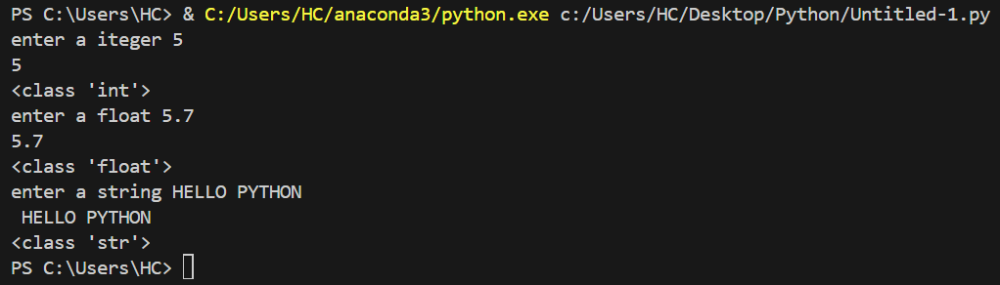 PS C:\Users\HC> & C:/Users/HC/anaconda3/python.exe c:/Users/HC/Desktop/Python/Untitled-1.py
enter a iteger 5
5
<class 'int'>
enter a float 5.7
5.7
<class 'float'>
enter a string HELLO PYTHON
 HELLO PYTHON
<class 'str'>
PS C:\Users\HC>